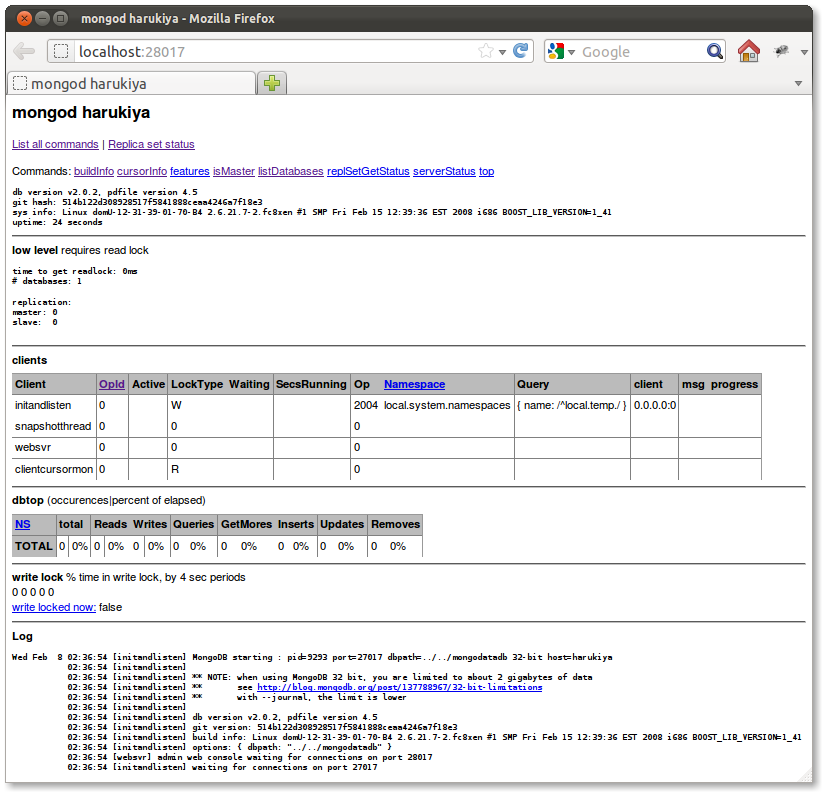 mongod harukiya - Mozilla Firefox
localhost:28017
Google
mongod harukiya
mongod harukiya
List all commands | Replica set status
Commands: buildInfo cursorInfo features isMaster listDatabases replSetGetStatus serverStatus top
db version v2.0.2, pdfile version 4.5
git hash: 514b122d308928517f5841888ceaa4246a7f18e3
sys info: Linux domU-12-31-39-01-70-B4 2.6.21.7-2.fc8xen #1 SMP Fri Feb 15 12:39:36 EST 2008 i686 BOOST_LIB_VERSION=1_41
uptime: 24 seconds
low level requires read lock
time to get readlock: 0ms
# databases: 1
replication:
master: 0
slave:  0
clients
Client OpId Active LockType Waiting SecsRunning Op Namespace Query client msg progress
initandlisten 0 W 2004 local.system.namespaces { name: /^local.temp./ } 0.0.0.0:0
snapshotthread 0 0 0
websvr 0 0 0
clientcursormon 0 R 0
dbtop (occurences|percent of elapsed)
NS total Reads Writes Queries GetMores Inserts Updates Removes
TOTAL 0 0% 0 0% 0 0% 0 0% 0 0% 0 0% 0 0% 0 0%
write lock % time in write lock, by 4 sec periods
0 0 0 0 0
write locked now: false
Log
Wed Feb  8 02:36:54 [initandlisten] MongoDB starting : pid=9293 port=27017 dbpath=../../mongodatadb 32-bit host=harukiya
02:36:54 [initandlisten]
02:36:54 [initandlisten] ** NOTE: when using MongoDB 32 bit, you are limited to about 2 gigabytes of data
02:36:54 [initandlisten] **       see http://blog.mongodb.org/post/137788967/32-bit-limitations
02:36:54 [initandlisten] **       with --journal, the limit is lower
02:36:54 [initandlisten]
02:36:54 [initandlisten] db version v2.0.2, pdfile version 4.5
02:36:54 [initandlisten] git version: 514b122d308928517f5841888ceaa4246a7f18e3
02:36:54 [initandlisten] build info: Linux domU-12-31-39-01-70-B4 2.6.21.7-2.fc8xen #1 SMP Fri Feb 15 12:39:36 EST 2008 i686 BOOST_LIB_VERSION=1_41
02:36:54 [initandlisten] options: { dbpath: "../../mongodatadb" }
02:36:54 [websvr] admin web console waiting for connections on port 28017
02:36:54 [initandlisten] waiting for connections on port 27017